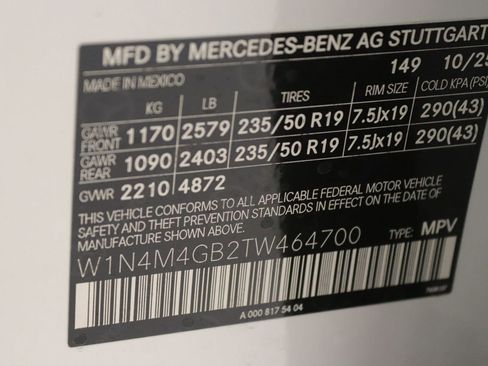 MFD BY MERCEDES-BENZ AG STUTTGART
MADE IN MEXICO 149 10/25
KG LB TIRES RIM SIZE COLD KPA (PSI)
GAWR FRONT 1170 2579 235/50 R19 7.5Jx19 290(43)
GAWR REAR 1090 2403 235/50 R19 7.5Jx19 290(43)
GVWR 2210 4872
THIS VEHICLE CONFORMS TO ALL APPLICABLE FEDERAL MOTOR VEHICLE
SAFETY AND THEFT PREVENTION STANDARDS IN EFFECT ON THE DATE
OF MANUFACTURE SHOWN ABOVE.
W1N4M4GB2TW464700 TYPE: MPV
A 000 817 54 04